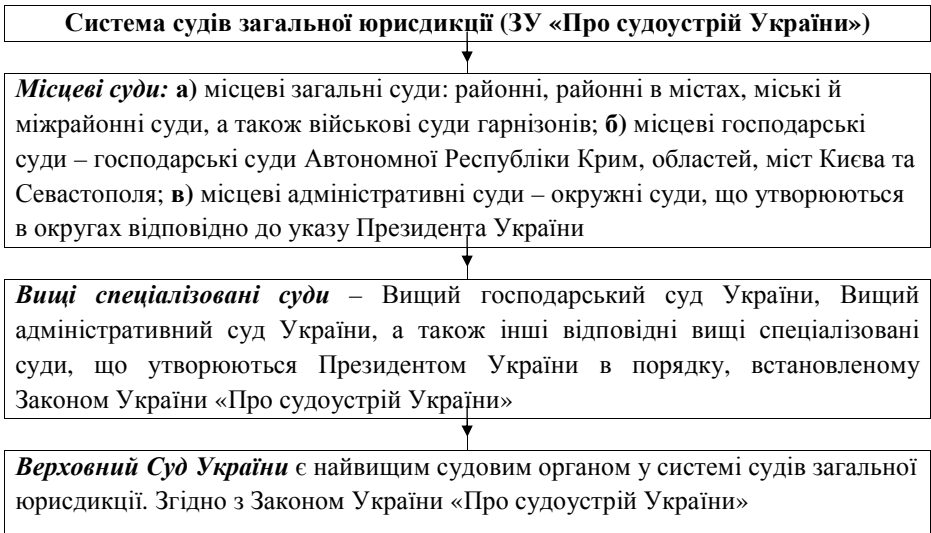 Система судів загальної юрисдикції (ЗУ «Про судоустрій України»)
Місцеві суди: а) місцеві загальні суди: районні, районні в містах, міські й
міжрайонні суди, а також військові суди гарнізонів; б) місцеві господарські
суди – господарські суди Автономної Республіки Крим, областей, міст Києва та
Севастополя; в) місцеві адміністративні суди – окружні суди, що утворюються
в округах відповідно до указу Президента України
Вищі спеціалізовані суди – Вищий господарський суд України, Вищий
адміністративний суд України, а також інші відповідні вищі спеціалізовані
суди, що утворюються Президентом України в порядку, встановленому
Законом України «Про судоустрій України»
Верховний Суд України є найвищим судовим органом у системі судів загальної
юрисдикції. Згідно з Законом України «Про судоустрій України»